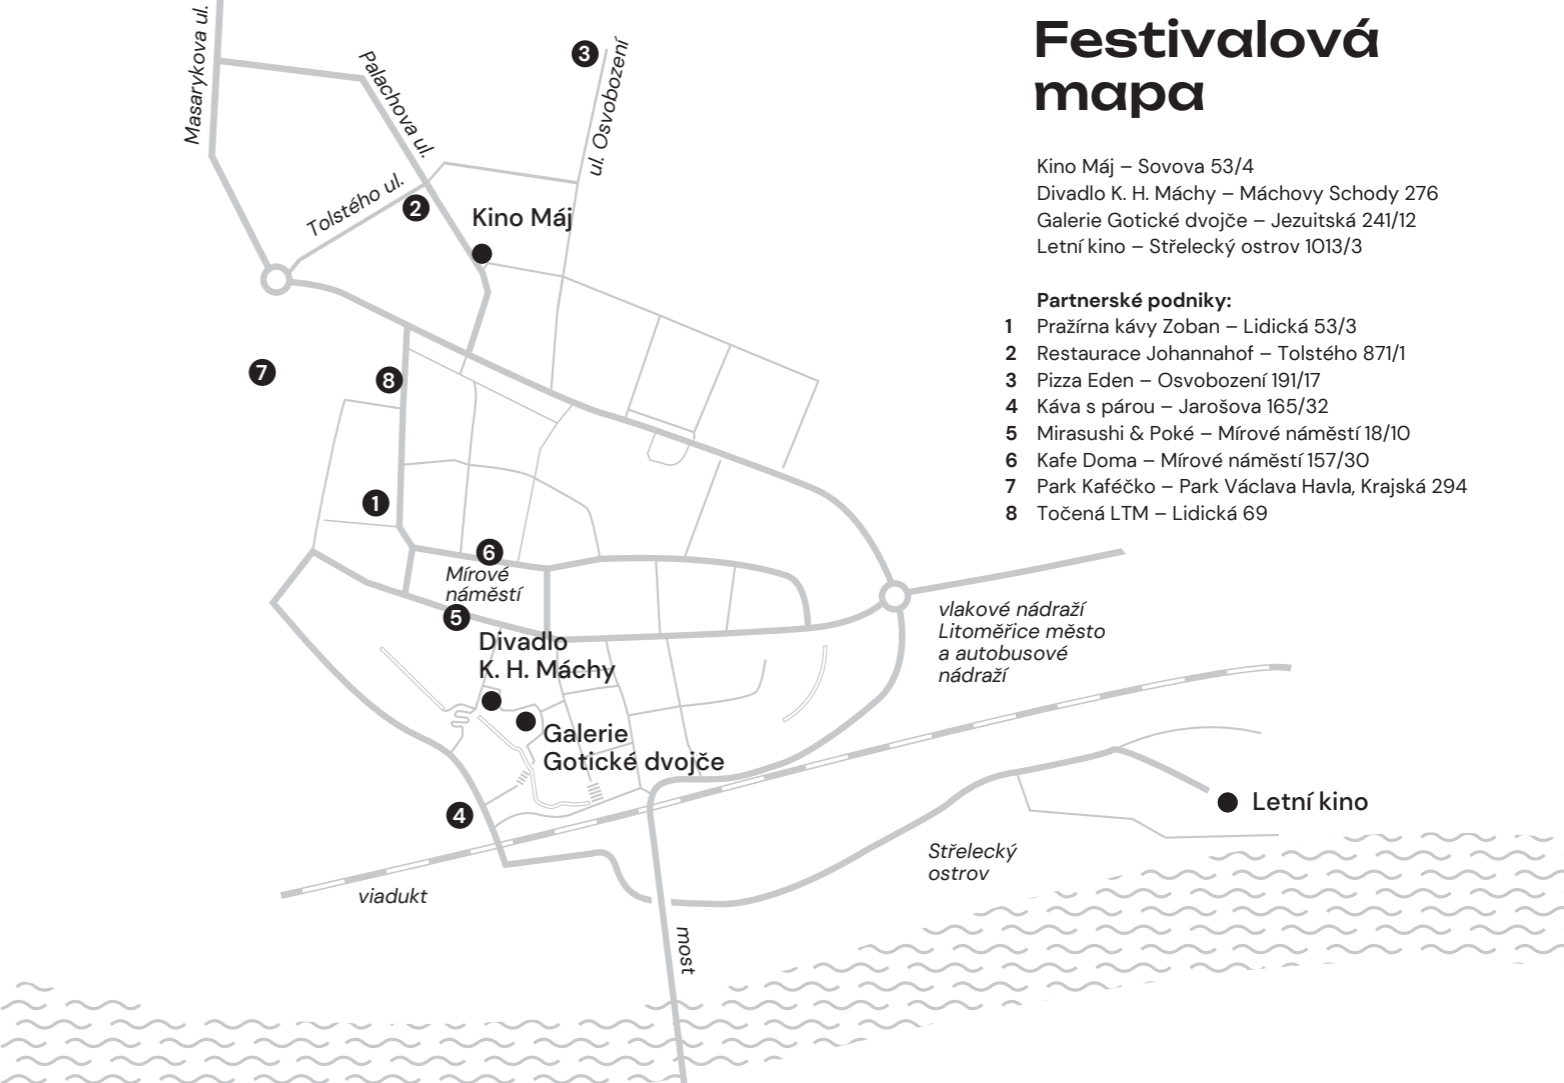 Festivalová
mapa
Kino Máj – Sovova 53/4
Divadlo K. H. Máchy – Máchovy Schody 276
Galerie Gotické dvojče – Jezuitská 241/12
Letní kino – Střelecký ostrov 1013/3
Partnerské podniky:
1 Pražírna kávy Zoban – Lidická 53/3
2 Restaurace Johannahof – Tolstého 871/1
3 Pizza Eden – Osvobození 191/17
4 Káva s párou – Jarošova 165/32
5 Mirasushi & Poké – Mírové náměstí 18/10
6 Kafe Doma – Mírové náměstí 157/30
7 Park Kaféčko – Park Václava Havla, Krajská 294
8 Točená LTM – Lidická 69
Masarykova ul.
Palachova ul.
3
ul. Osvobození
Tolstého ul.
2
Kino Máj
7
8
1
6
Mírové
náměstí
5
Divadlo
K. H. Máchy
Galerie
Gotické dvojče
4
vlakové nádraží
Litoměřice město
a autobusové
nádraží
Letní kino
Střelecký
ostrov
viadukt
most